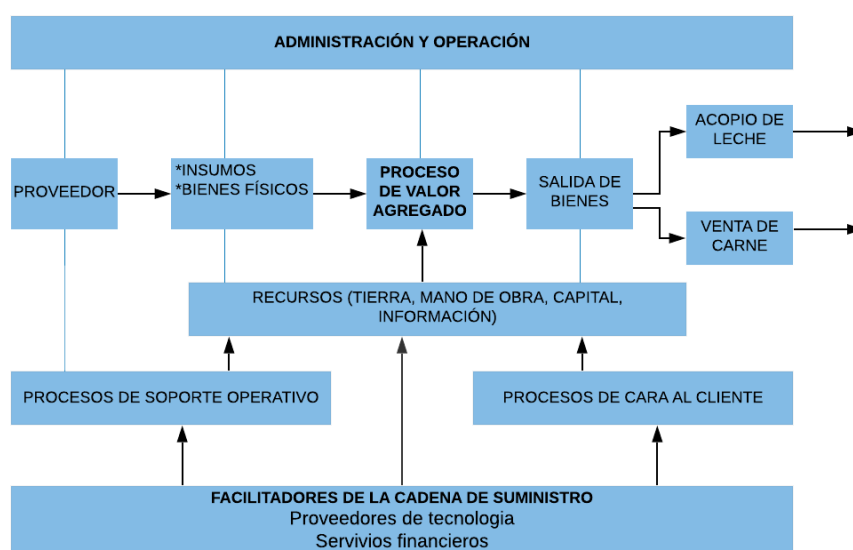 ADMINISTRACIÓN Y OPERACIÓN
PROVEEDOR
*INSUMOS
*BIENES FÍSICOS
PROCESO
DE VALOR
AGREGADO
SALIDA DE
BIENES
ACOPIO DE
LECHE
VENTA DE
CARNE
RECURSOS (TIERRA, MANO DE OBRA, CAPITAL,
INFORMACIÓN)
PROCESOS DE SOPORTE OPERATIVO
PROCESOS DE CARA AL CLIENTE
FACILITADORES DE LA CADENA DE SUMINISTRO
Proveedores de tecnologia
Servivios financieros